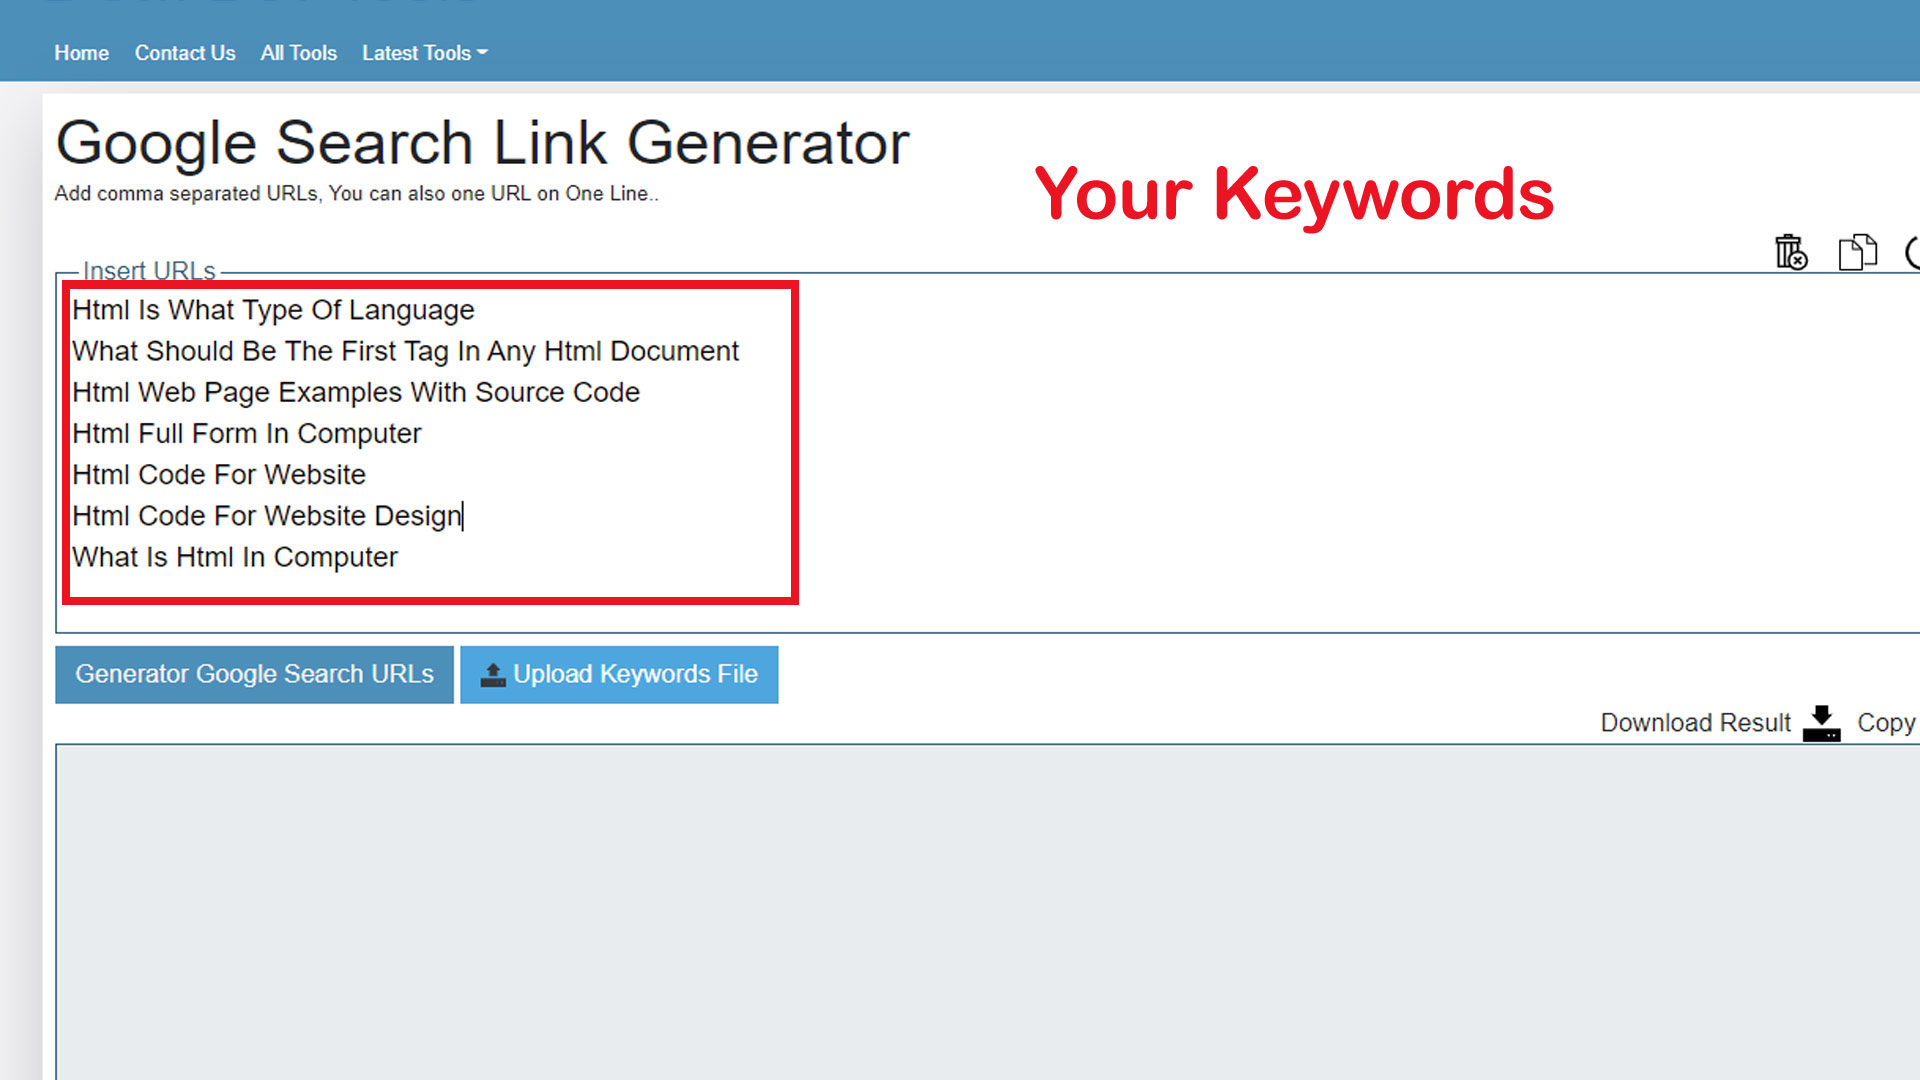 Home Contact Us All Tools Latest Tools
Google Search Link Generator
Add comma separated URLs, You can also one URL on One Line..
Your Keywords
Insert URLs
Html Is What Type Of Language
What Should Be The First Tag In Any Html Document
Html Web Page Examples With Source Code
Html Full Form In Computer
Html Code For Website
Html Code For Website Design
What Is Html In Computer
Generator Google Search URLs Upload Keywords File
Download Result Copy